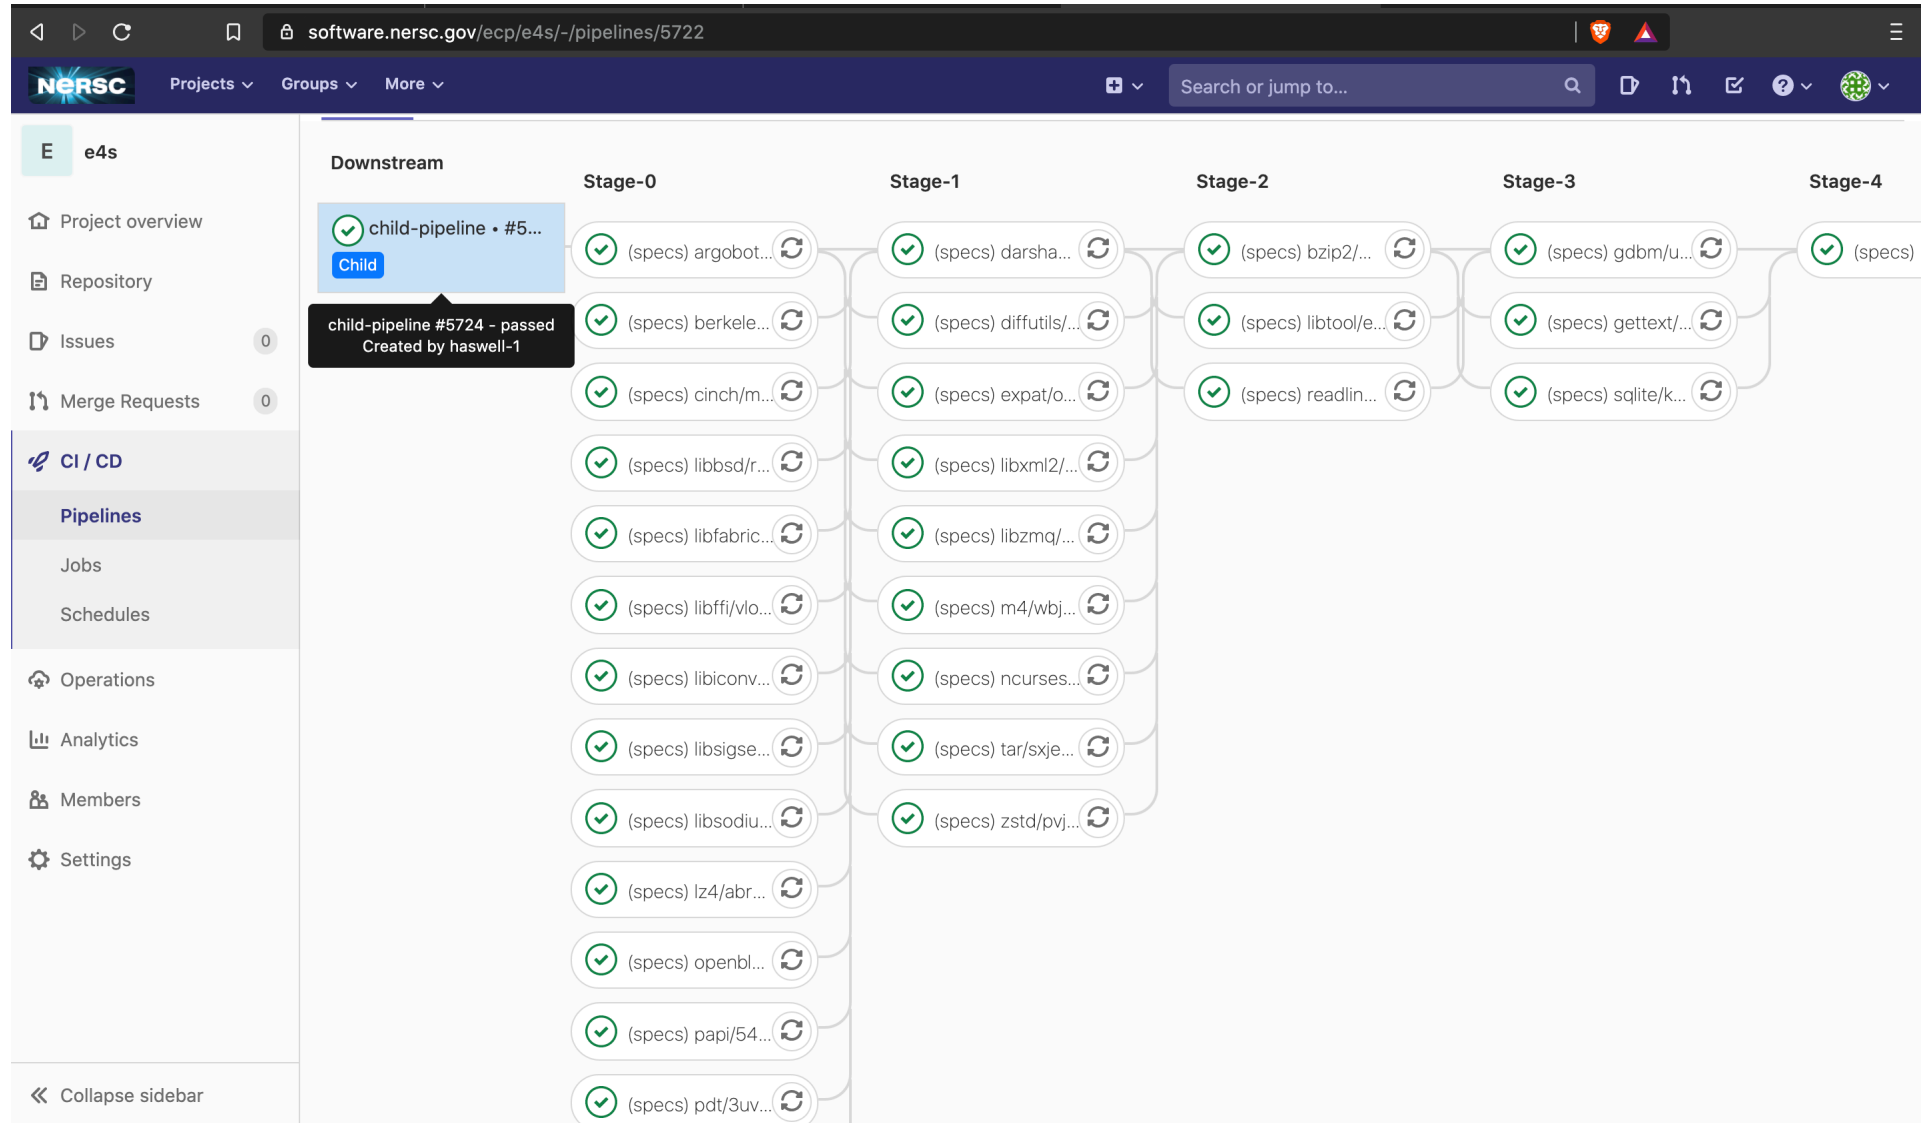 software.nersc.gov/ecp/e4s/-/pipelines/5722
NERSC
Projects
Groups
More
Search or jump to...
E
e4s
Project overview
Repository
Issues
0
Merge Requests
0
CI / CD
Pipelines
Jobs
Schedules
Operations
Analytics
Members
Settings
Collapse sidebar
Downstream
child-pipeline • #5...
Child
child-pipeline #5724 - passed
Created by haswell-1
Stage-0
(specs) argobot...
(specs) berkele...
(specs) cinch/m...
(specs) libbsd/r...
(specs) libfabric...
(specs) libffi/vlo...
(specs) libiconv...
(specs) libsigse...
(specs) libsodiu...
(specs) lz4/abr...
(specs) openbl...
(specs) papi/54...
(specs) pdt/3uv...
Stage-1
(specs) darsha...
(specs) diffutils/...
(specs) expat/o...
(specs) libxml2/...
(specs) libzmq/...
(specs) m4/wbj...
(specs) ncurses...
(specs) tar/sxje...
(specs) zstd/pvj...
Stage-2
(specs) bzip2/...
(specs) libtool/e...
(specs) readlin...
Stage-3
(specs) gdbm/u...
(specs) gettext/...
(specs) sqlite/k...
Stage-4
(specs)